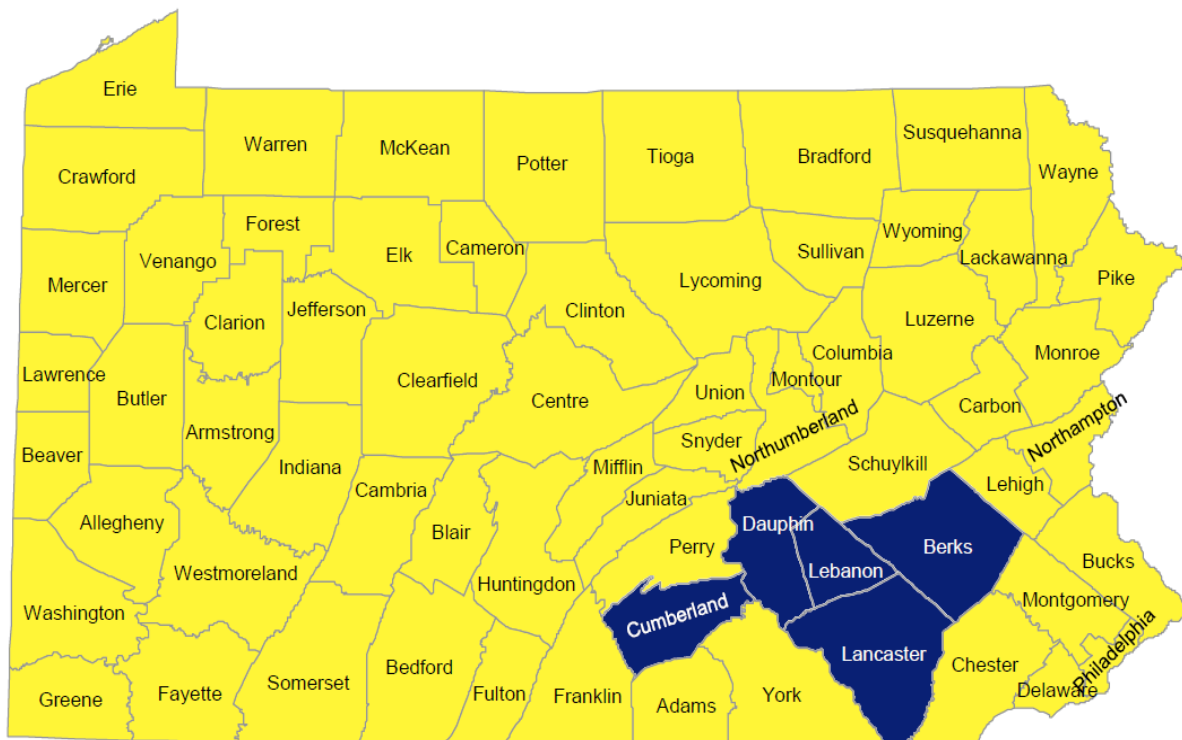 Erie
Warren
McKean
Potter
Tioga
Bradford
Susquehanna
Wayne
Crawford
Forest
Elk
Cameron
Sullivan
Wyoming
Lackawanna
Pike
Mercer
Venango
Clarion
Jefferson
Clinton
Lycoming
Luzerne
Monroe
Lawrence
Butler
Clearfield
Centre
Union
Montour
Columbia
Carbon
Northampton
Beaver
Armstrong
Indiana
Mifflin
Snyder
Northumberland
Schuylkill
Lehigh
Allegheny
Cambria
Blair
Juniata
Perry
Dauphin
Lebanon
Berks
Bucks
Washington
Westmoreland
Huntingdon
Cumberland
Lancaster
Montgomery
Philadelphia
Greene
Fayette
Somerset
Bedford
Fulton
Franklin
Adams
York
Chester
Delaware